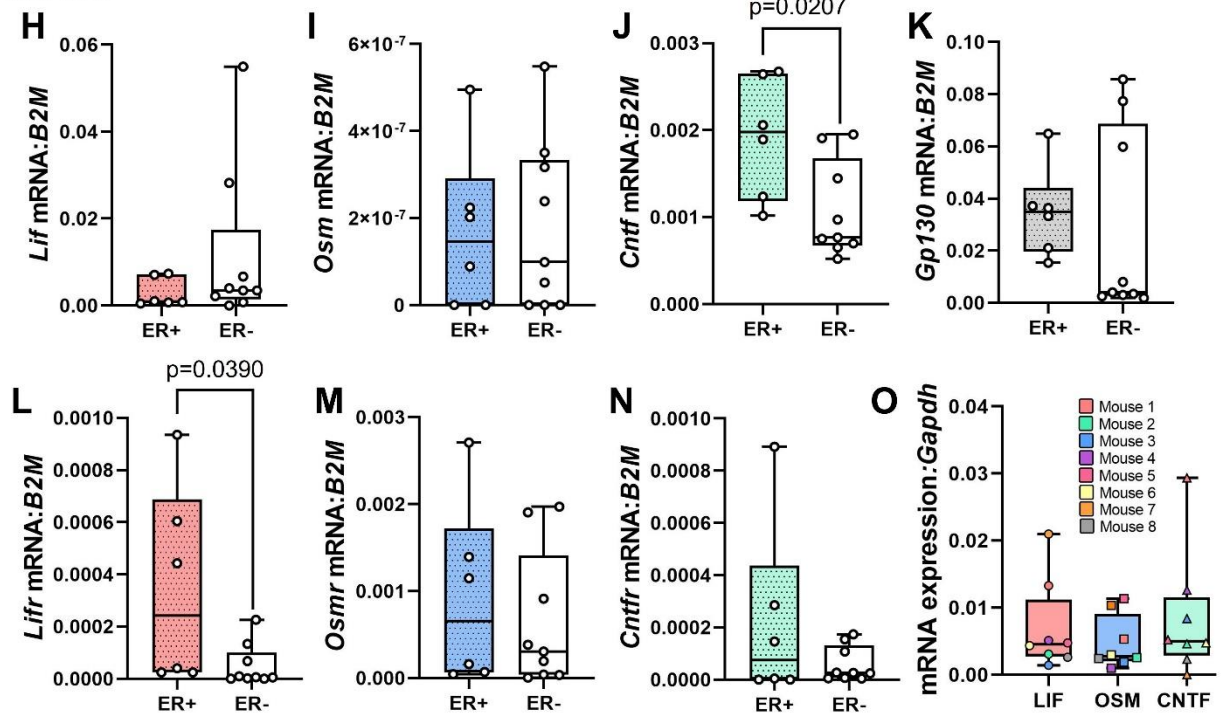 H
Lif mRNA:B2M
0.06
0.04
0.02
0.00
ER+
ER-
I
Osm mRNA:B2M
6×10-7
4×10-7
2×10-7
0
ER+
ER-
J
p=0.0207
Cntf mRNA:B2M
0.003
0.002
0.001
0.000
ER+
ER-
K
Gp130 mRNA:B2M
0.10
0.08
0.06
0.04
0.02
0.00
ER+
ER-
L
p=0.0390
Lifr mRNA:B2M
0.0010
0.0008
0.0006
0.0004
0.0002
0.0000
ER+
ER-
M
Osmr mRNA:B2M
0.003
0.002
0.001
0.000
ER+
ER-
N
Cntfr mRNA:B2M
0.0010
0.0008
0.0006
0.0004
0.0002
0.0000
ER+
ER-
O
mRNA expression:Gapdh
0.04
0.03
0.02
0.01
0.00
Mouse 1
Mouse 2
Mouse 3
Mouse 4
Mouse 5
Mouse 6
Mouse 7
Mouse 8
LIF
OSM
CNTF